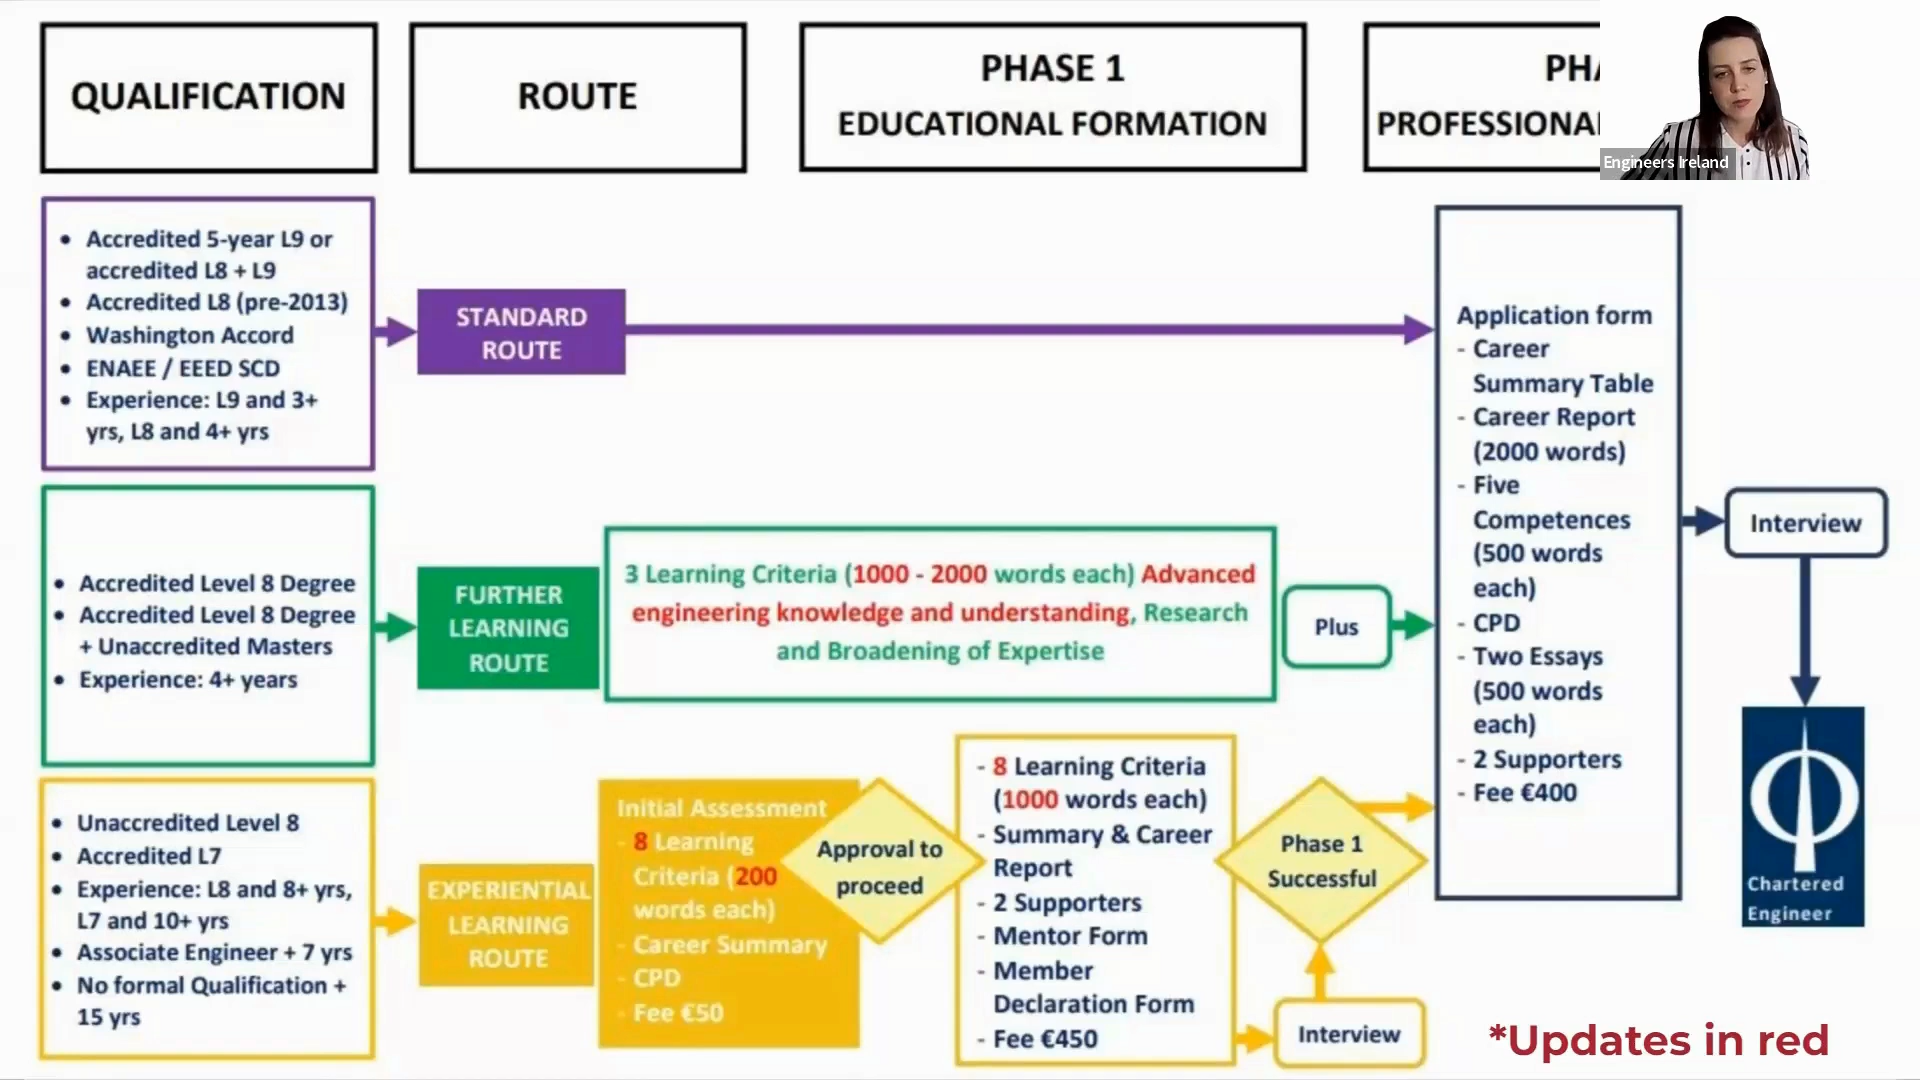 QUALIFICATION
ROUTE
PHASE 1
EDUCATIONAL FORMATION
PROFESSIONAL
Engineers Ireland
• Accredited 5-year L9 or
accredited L8 + L9
• Accredited L8 (pre-2013)
• Washington Accord
• ENAEE / EEED SCD
• Experience: L9 and 3+
yrs, L8 and 4+ yrs
STANDARD
ROUTE
• Accredited Level 8 Degree
• Accredited Level 8 Degree
+ Unaccredited Masters
• Experience: 4+ years
FURTHER
LEARNING
ROUTE
3 Learning Criteria (1000 - 2000 words each) Advanced
engineering knowledge and understanding, Research
and Broadening of Expertise
Plus
• Unaccredited Level 8
• Accredited L7
• Experience: L8 and 8+ yrs,
L7 and 10+ yrs
• Associate Engineer + 7 yrs
• No formal Qualification +
15 yrs
EXPERIENTIAL
LEARNING
ROUTE
Initial Assessment
- 8 Learning
Criteria (200
words each)
- Career Summary
- CPD
- Fee €50
Approval to
proceed
- 8 Learning Criteria
(1000 words each)
- Summary & Career
Report
- 2 Supporters
- Mentor Form
- Member
Declaration Form
- Fee €450
Phase 1
Successful
Interview
Application form
- Career
Summary Table
- Career Report
(2000 words)
- Five
Competences
(500 words
each)
- CPD
- Two Essays
(500 words
each)
- 2 Supporters
- Fee €400
Interview
Chartered
Engineer
*Updates in red